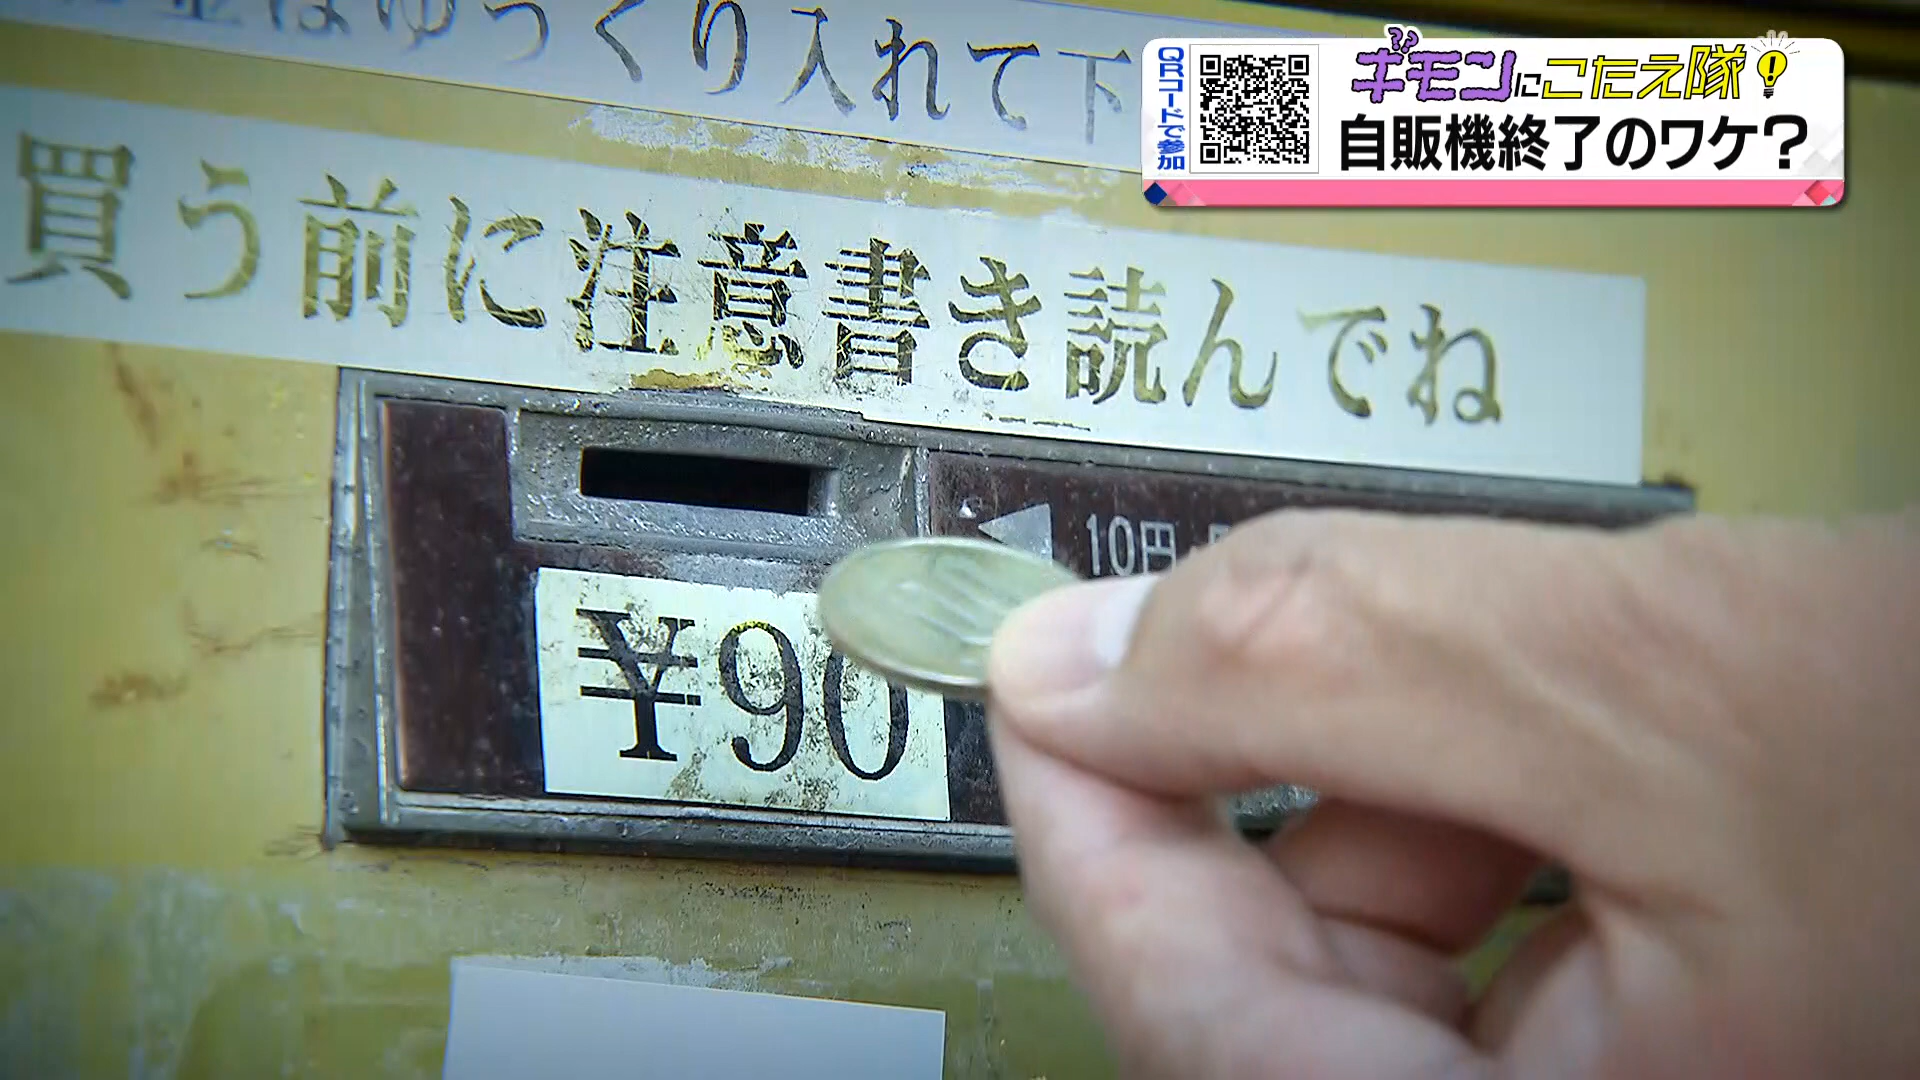 はゆっくり入れて下
買う前に注意書き読んでね
10円
¥90
QRコードで参加
ギモンにこたえ隊
自販機終了のワケ?